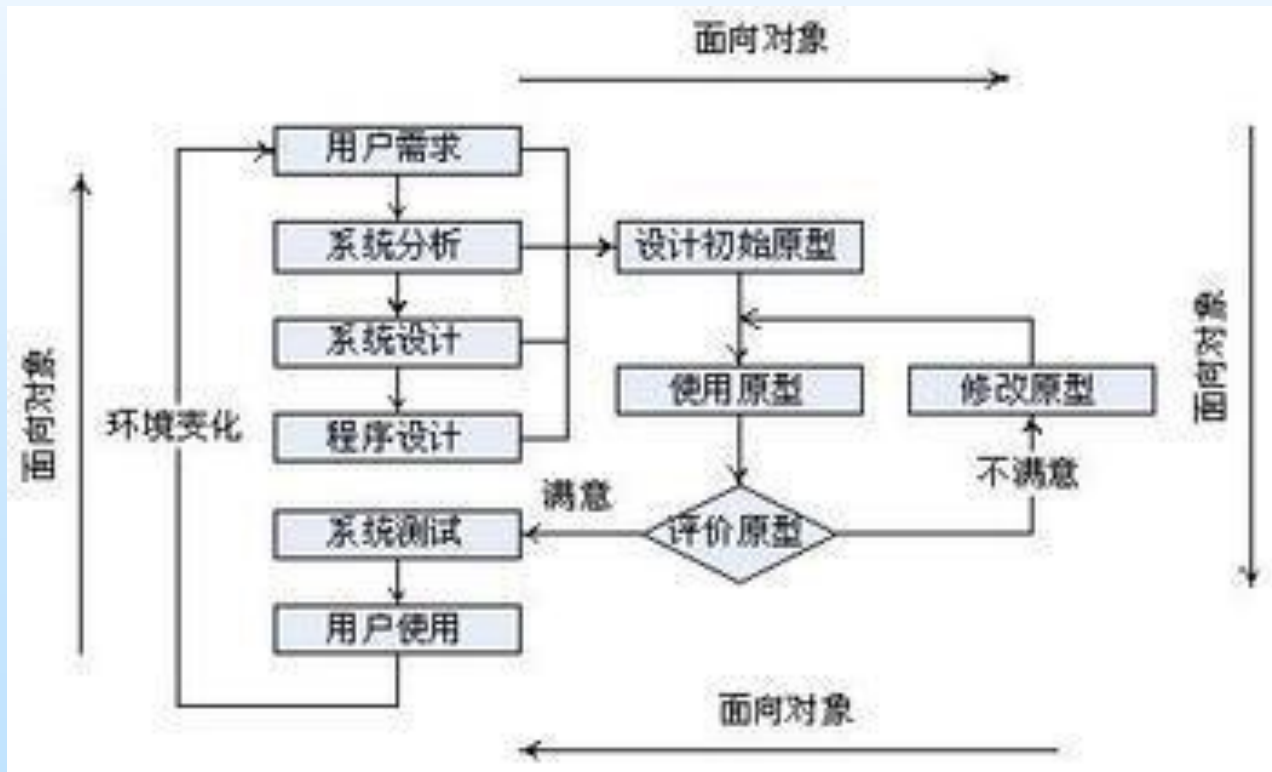 面向对象
用户需求
系统分析
设计初始原型
系统设计
面向对象
使用原型
修改原型
面向对象
环境变化
程序设计
满意
不满意
系统测试
评价原型
用户使用
面向对象